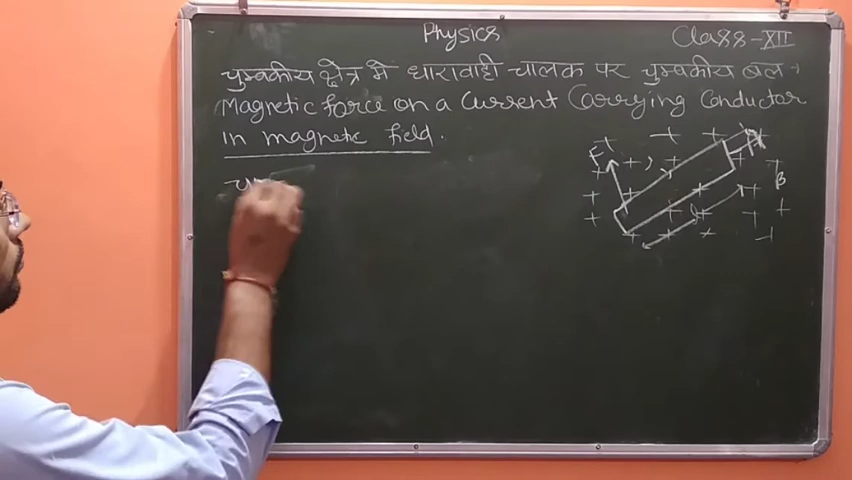 Physics
Class-XII
चुम्बकीय क्षेत्र में धारावाही चालक पर चुम्बकीय बल →
Magnetic force on a Current Carrying Conductor
in magnetic field.
F
B
l
A